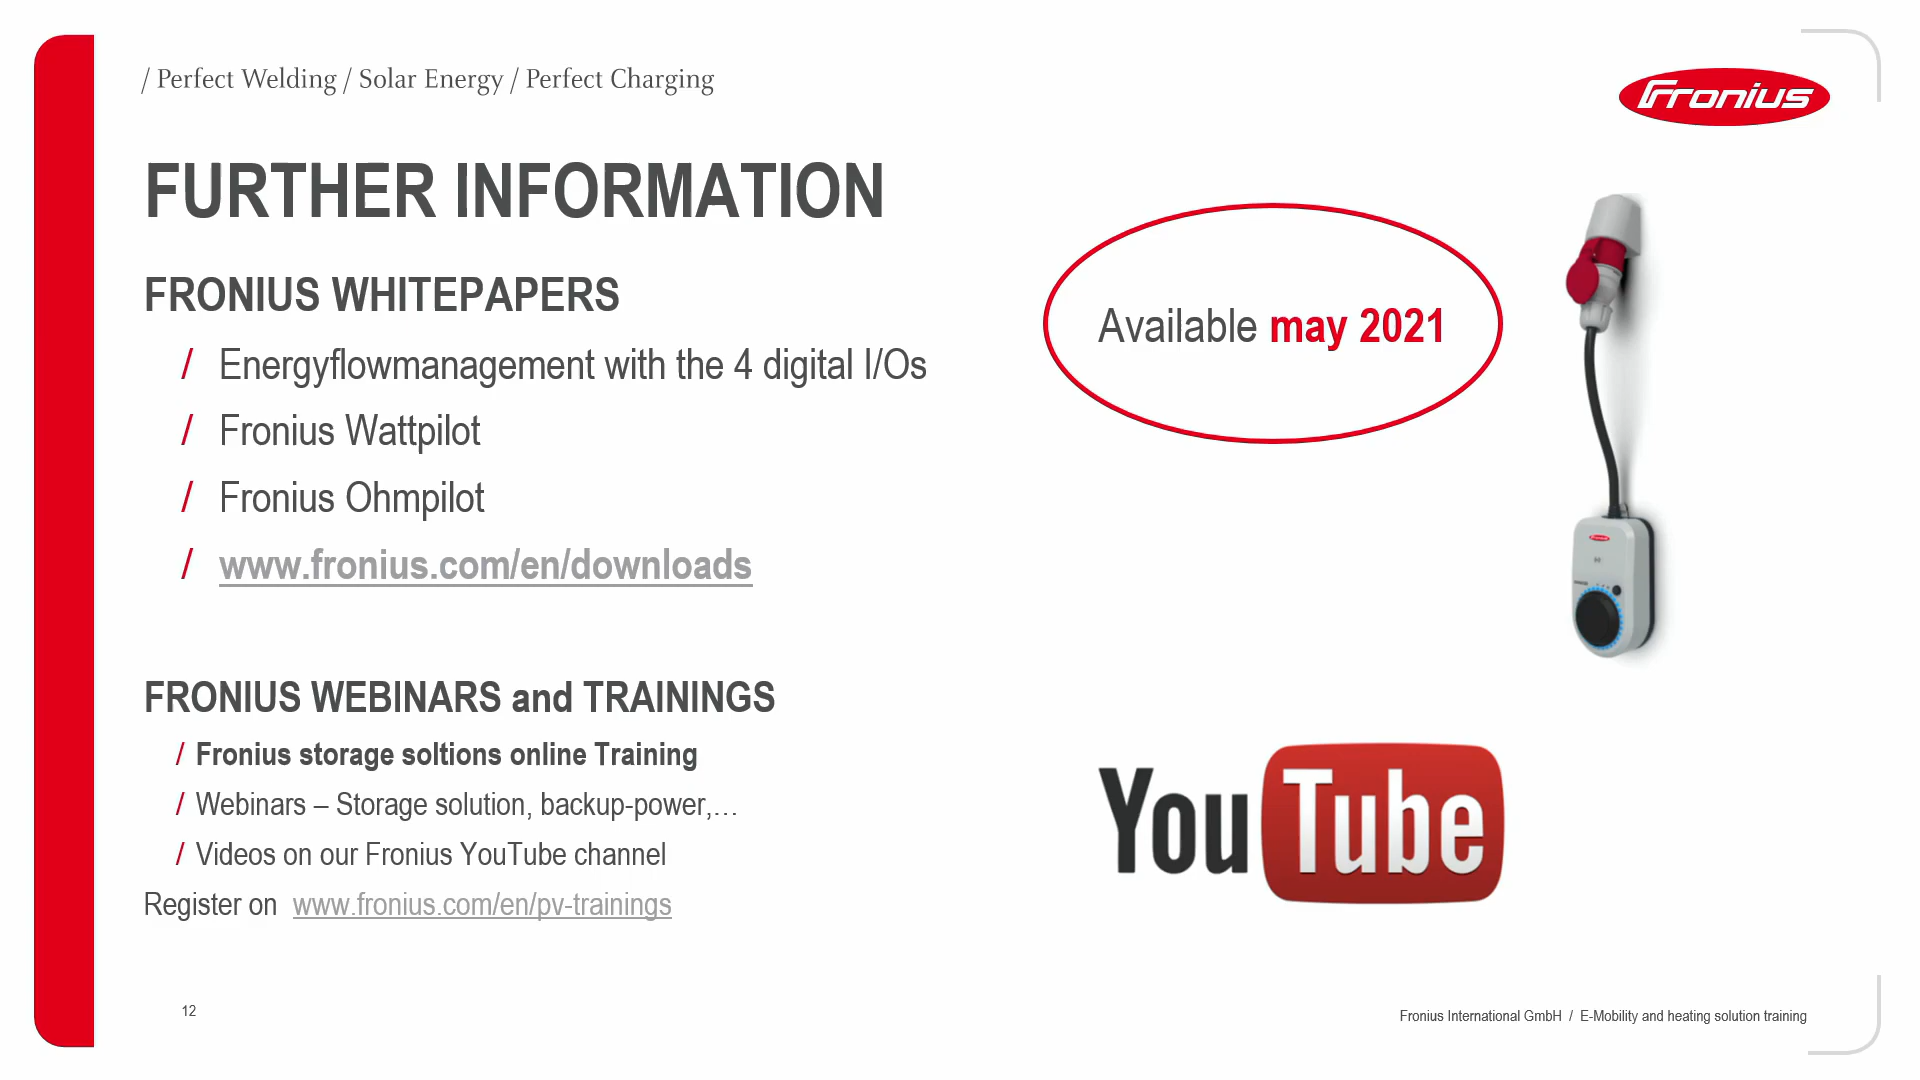 / Perfect Welding / Solar Energy / Perfect Charging
Fronius
FURTHER INFORMATION
FRONIUS WHITEPAPERS
/ Energyflowmanagement with the 4 digital I/Os
/ Fronius Wattpilot
/ Fronius Ohmpilot
/ www.fronius.com/en/downloads
Available may 2021
FRONIUS WEBINARS and TRAININGS
/ Fronius storage soltions online Training
/ Webinars – Storage solution, backup-power,…
/ Videos on our Fronius YouTube channel
Register on www.fronius.com/en/pv-trainings
YouTube
12
Fronius International GmbH / E-Mobility and heating solution training